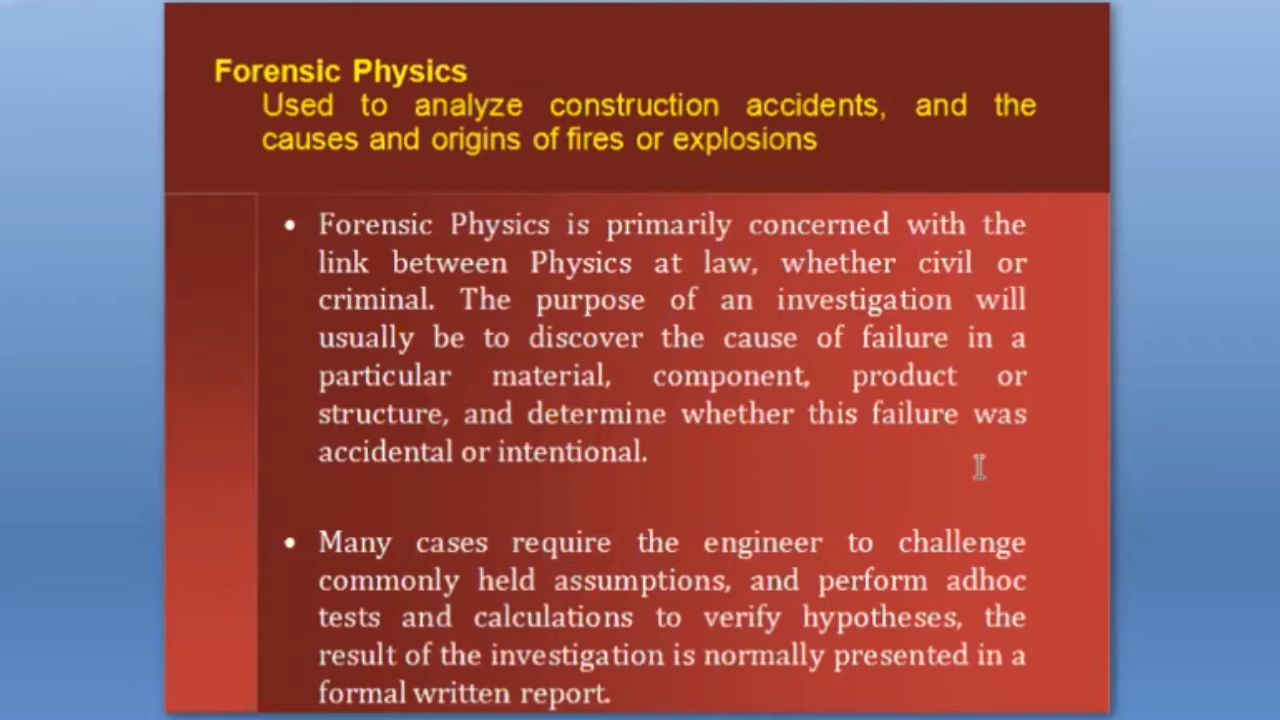 Forensic Physics
Used to analyze construction accidents, and the
causes and origins of fires or explosions
• Forensic Physics is primarily concerned with the
link between Physics at law, whether civil or
criminal. The purpose of an investigation will
usually be to discover the cause of failure in a
particular material, component, product or
structure, and determine whether this failure was
accidental or intentional.
• Many cases require the engineer to challenge
commonly held assumptions, and perform adhoc
tests and calculations to verify hypotheses, the
result of the investigation is normally presented in a
formal written report.